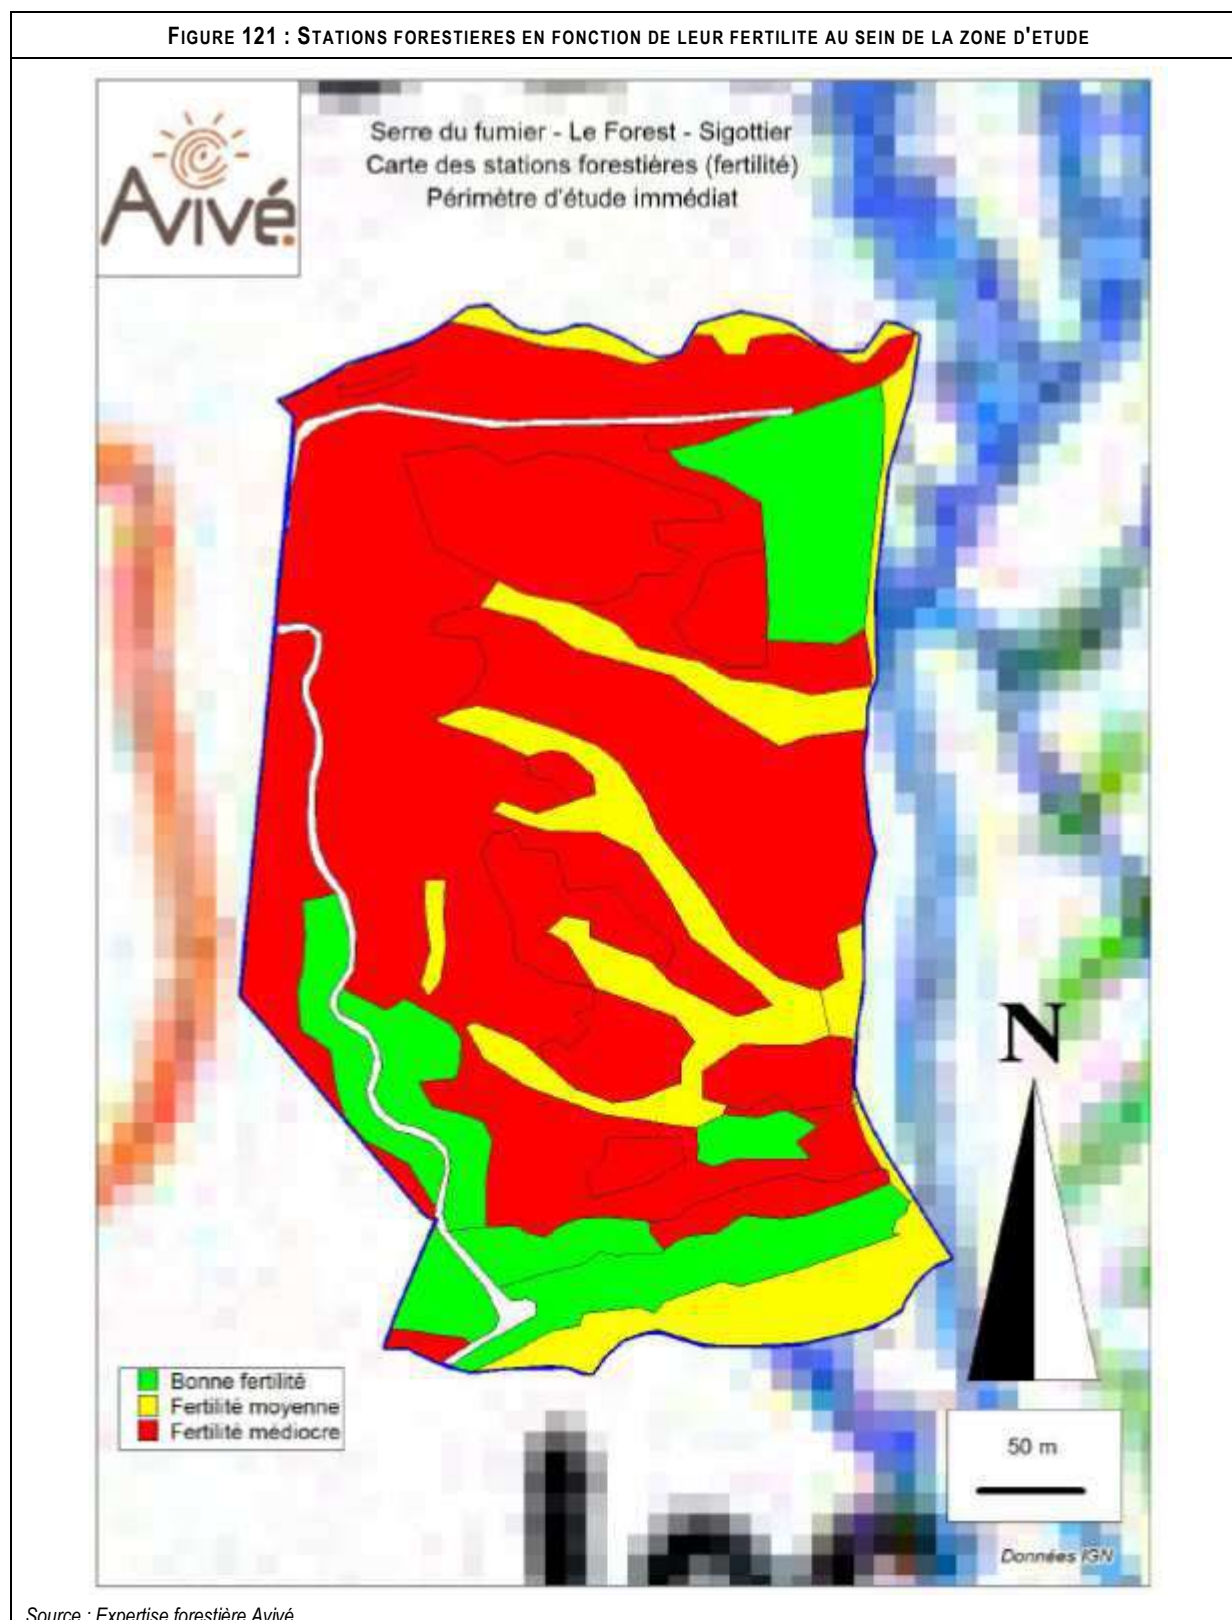 FIGURE 121 : STATIONS FORESTIERES EN FONCTION DE LEUR FERTILITE AU SEIN DE LA ZONE D'ETUDE
Avivé.
Serre du fumier - Le Forest - Sigottier
Carte des stations forestières (fertilité)
Périmètre d'étude immédiat
N
Bonne fertilité
Fertilité moyenne
Fertilité médiocre
50 m
Données IGN
Source : Expertise forestière Avivé